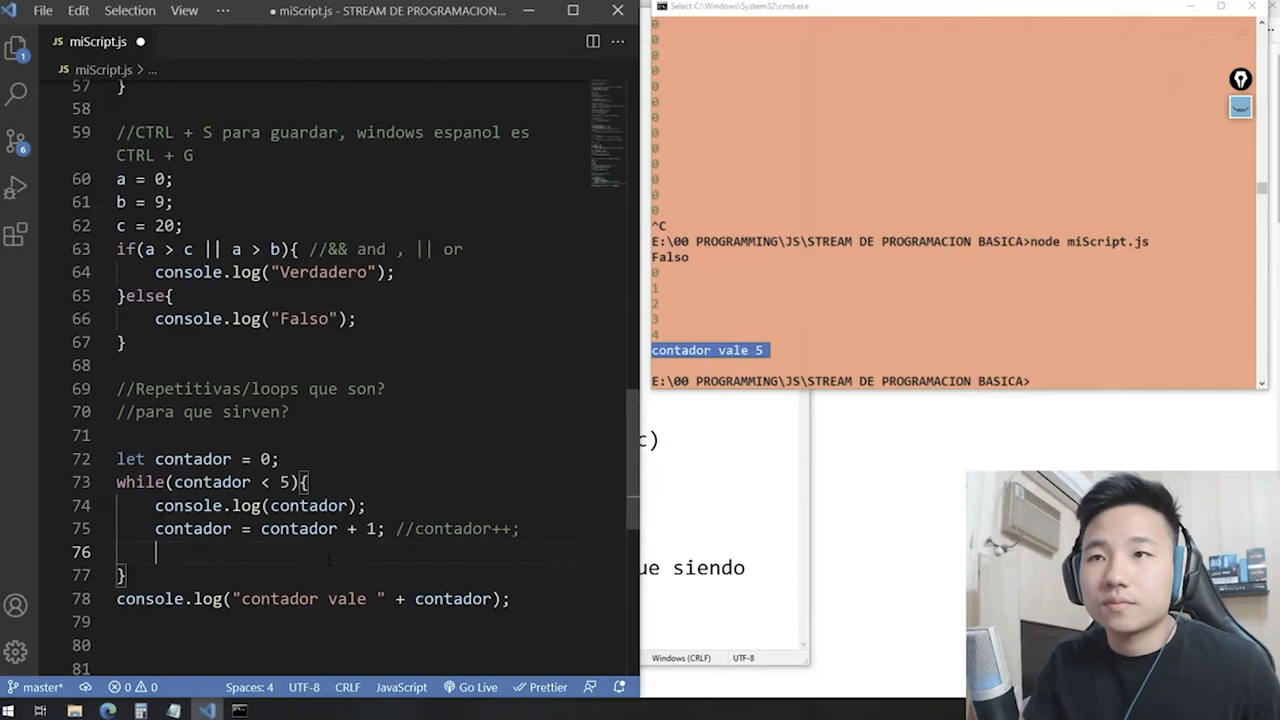 File Edit Selection View ... ● miScript.js - STREAM DE PROGRAMACION...
JS miScript.js ●
JS miScript.js > ...
57 }
58
59 //CTRL + S para guardar, windows espanol es
CTRL + G
60 a = 0;
61 b = 9;
62 c = 20;
63 if(a > c || a > b){ //&& and , || or
64 console.log("Verdadero");
65 }else{
66 console.log("Falso");
67 }
68
69 //Repetitivas/loops que son?
70 //para que sirven?
71
72 let contador = 0;
73 while(contador < 5){
74 console.log(contador);
75 contador = contador + 1; //contador++;
76
77 }
78 console.log("contador vale " + contador);
79
80
81
1
6
master* 0 0 Spaces: 4 UTF-8 CRLF JavaScript Go Live Prettier
Select C:\Windows\System32\cmd.exe
0
0
0
0
0
0
0
0
0
0
0
0
0
^C
E:\00 PROGRAMMING\JS\STREAM DE PROGRAMACION BASICA>node miScript.js
Falso
0
1
2
3
4
contador vale 5
E:\00 PROGRAMMING\JS\STREAM DE PROGRAMACION BASICA>
c)
ue siendo
Windows (CRLF) UTF-8